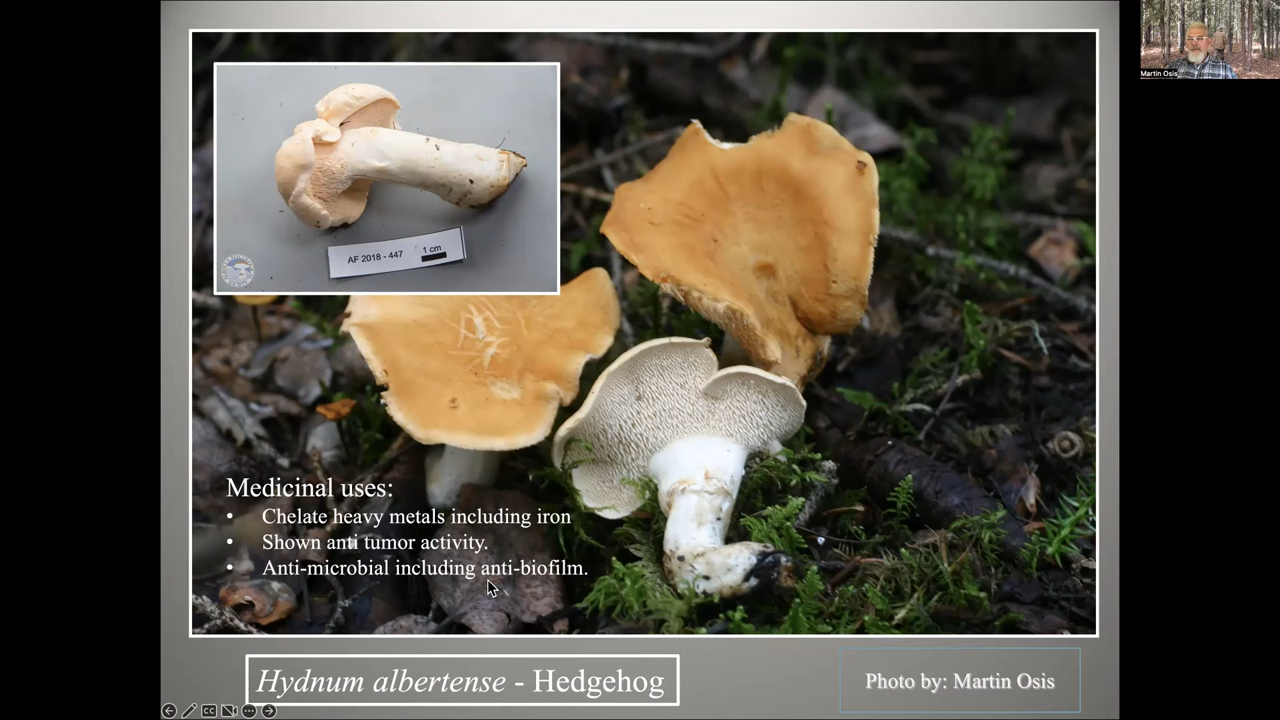 Martin Osis
AF 2018 - 447
1 cm
Medicinal uses:
• Chelate heavy metals including iron
• Shown anti tumor activity.
• Anti-microbial including anti-biofilm.
Hydnum albertense - Hedgehog
Photo by: Martin Osis
CC